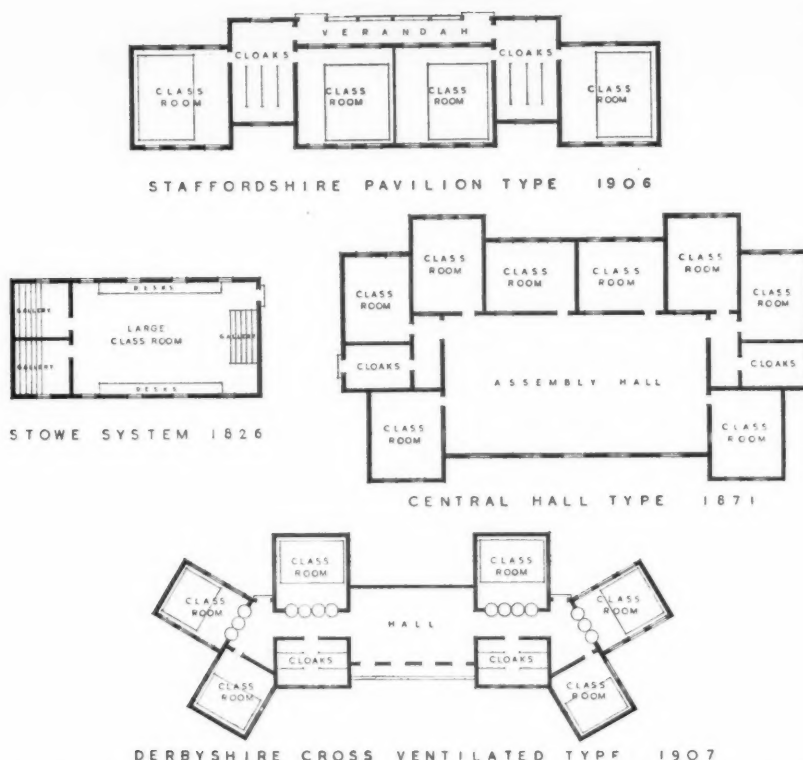 VERANDAH
CLOAKS
CLOAKS
CLASS
ROOM
CLASS
ROOM
CLASS
ROOM
CLASS
ROOM
STAFFORDSHIRE PAVILION TYPE 1906
GALLERY
GALLERY
DESKS
LARGE
CLASS ROOM
GALLERY
DESKS
STOWE SYSTEM 1826
CLASS
ROOM
CLASS
ROOM
CLASS
ROOM
CLASS
ROOM
CLASS
ROOM
CLASS
ROOM
CLOAKS
ASSEMBLY HALL
CLOAKS
CLASS
ROOM
CLASS
ROOM
CENTRAL HALL TYPE 1871
CLASS
ROOM
CLASS
ROOM
CLASS
ROOM
CLASS
ROOM
HALL
CLOAKS
CLOAKS
CLASS
ROOM
CLASS
ROOM
DERBYSHIRE CROSS VENTILATED TYPE 1907